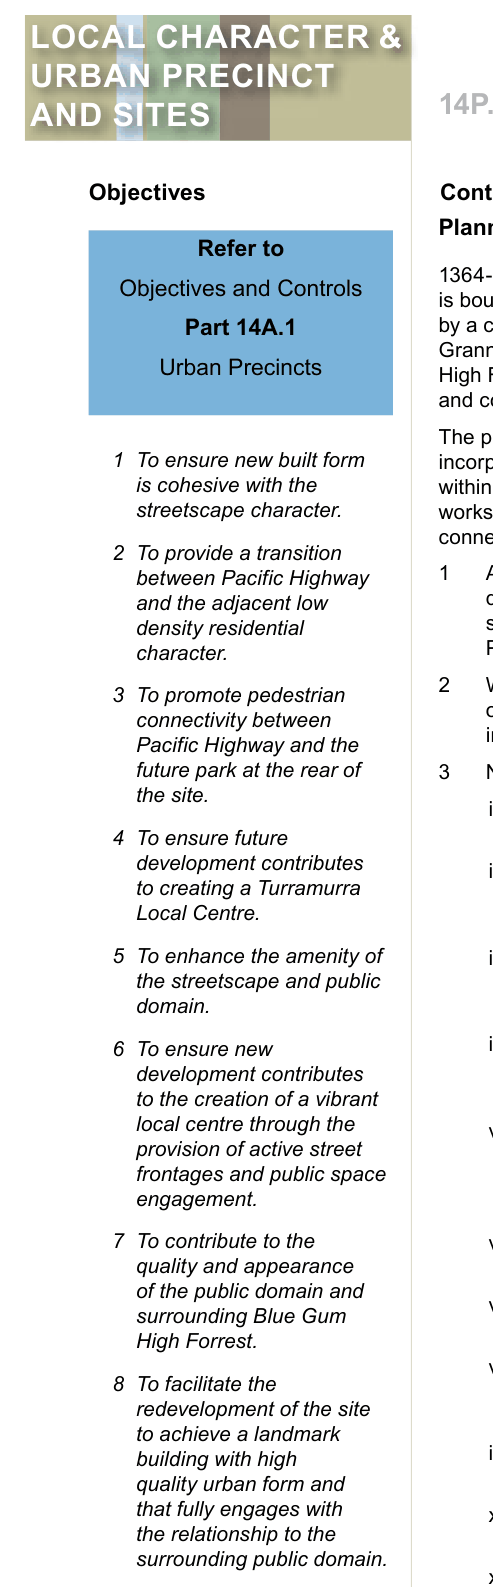 LOCAL CHARACTER &
URBAN PRECINCT
AND SITES
Objectives
Refer to
Objectives and Controls
Part 14A.1
Urban Precincts
1 To ensure new built form
is cohesive with the
streetscape character.
2 To provide a transition
between Pacific Highway
and the adjacent low
density residential
character.
3 To promote pedestrian
connectivity between
Pacific Highway and the
future park at the rear of
the site.
4 To ensure future
development contributes
to creating a Turramurra
Local Centre.
5 To enhance the amenity of
the streetscape and public
domain.
6 To ensure new
development contributes
to the creation of a vibrant
local centre through the
provision of active street
frontages and public space
engagement.
7 To contribute to the
quality and appearance
of the public domain and
surrounding Blue Gum
High Forrest.
8 To facilitate the
redevelopment of the site
to achieve a landmark
building with high
quality urban form and
that fully engages with
the relationship to the
surrounding public domain.
14P.
Cont
Plann
1364-
is bou
by a c
Grann
High
and co
The p
incorp
within
works
conne
1
2
3